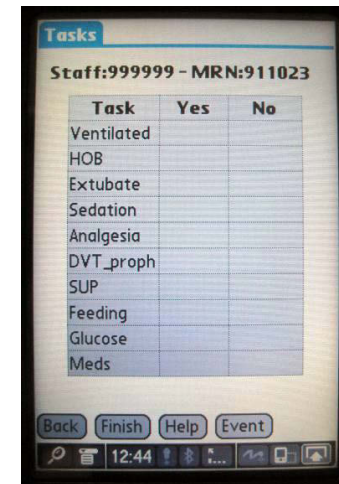 Tasks
Staff:999999 - MRN:911023
Task Yes No
Ventilated
HOB
Extubate
Sedation
Analgesia
DVT_proph
SUP
Feeding
Glucose
Meds
Back Finish Help Event
12:44